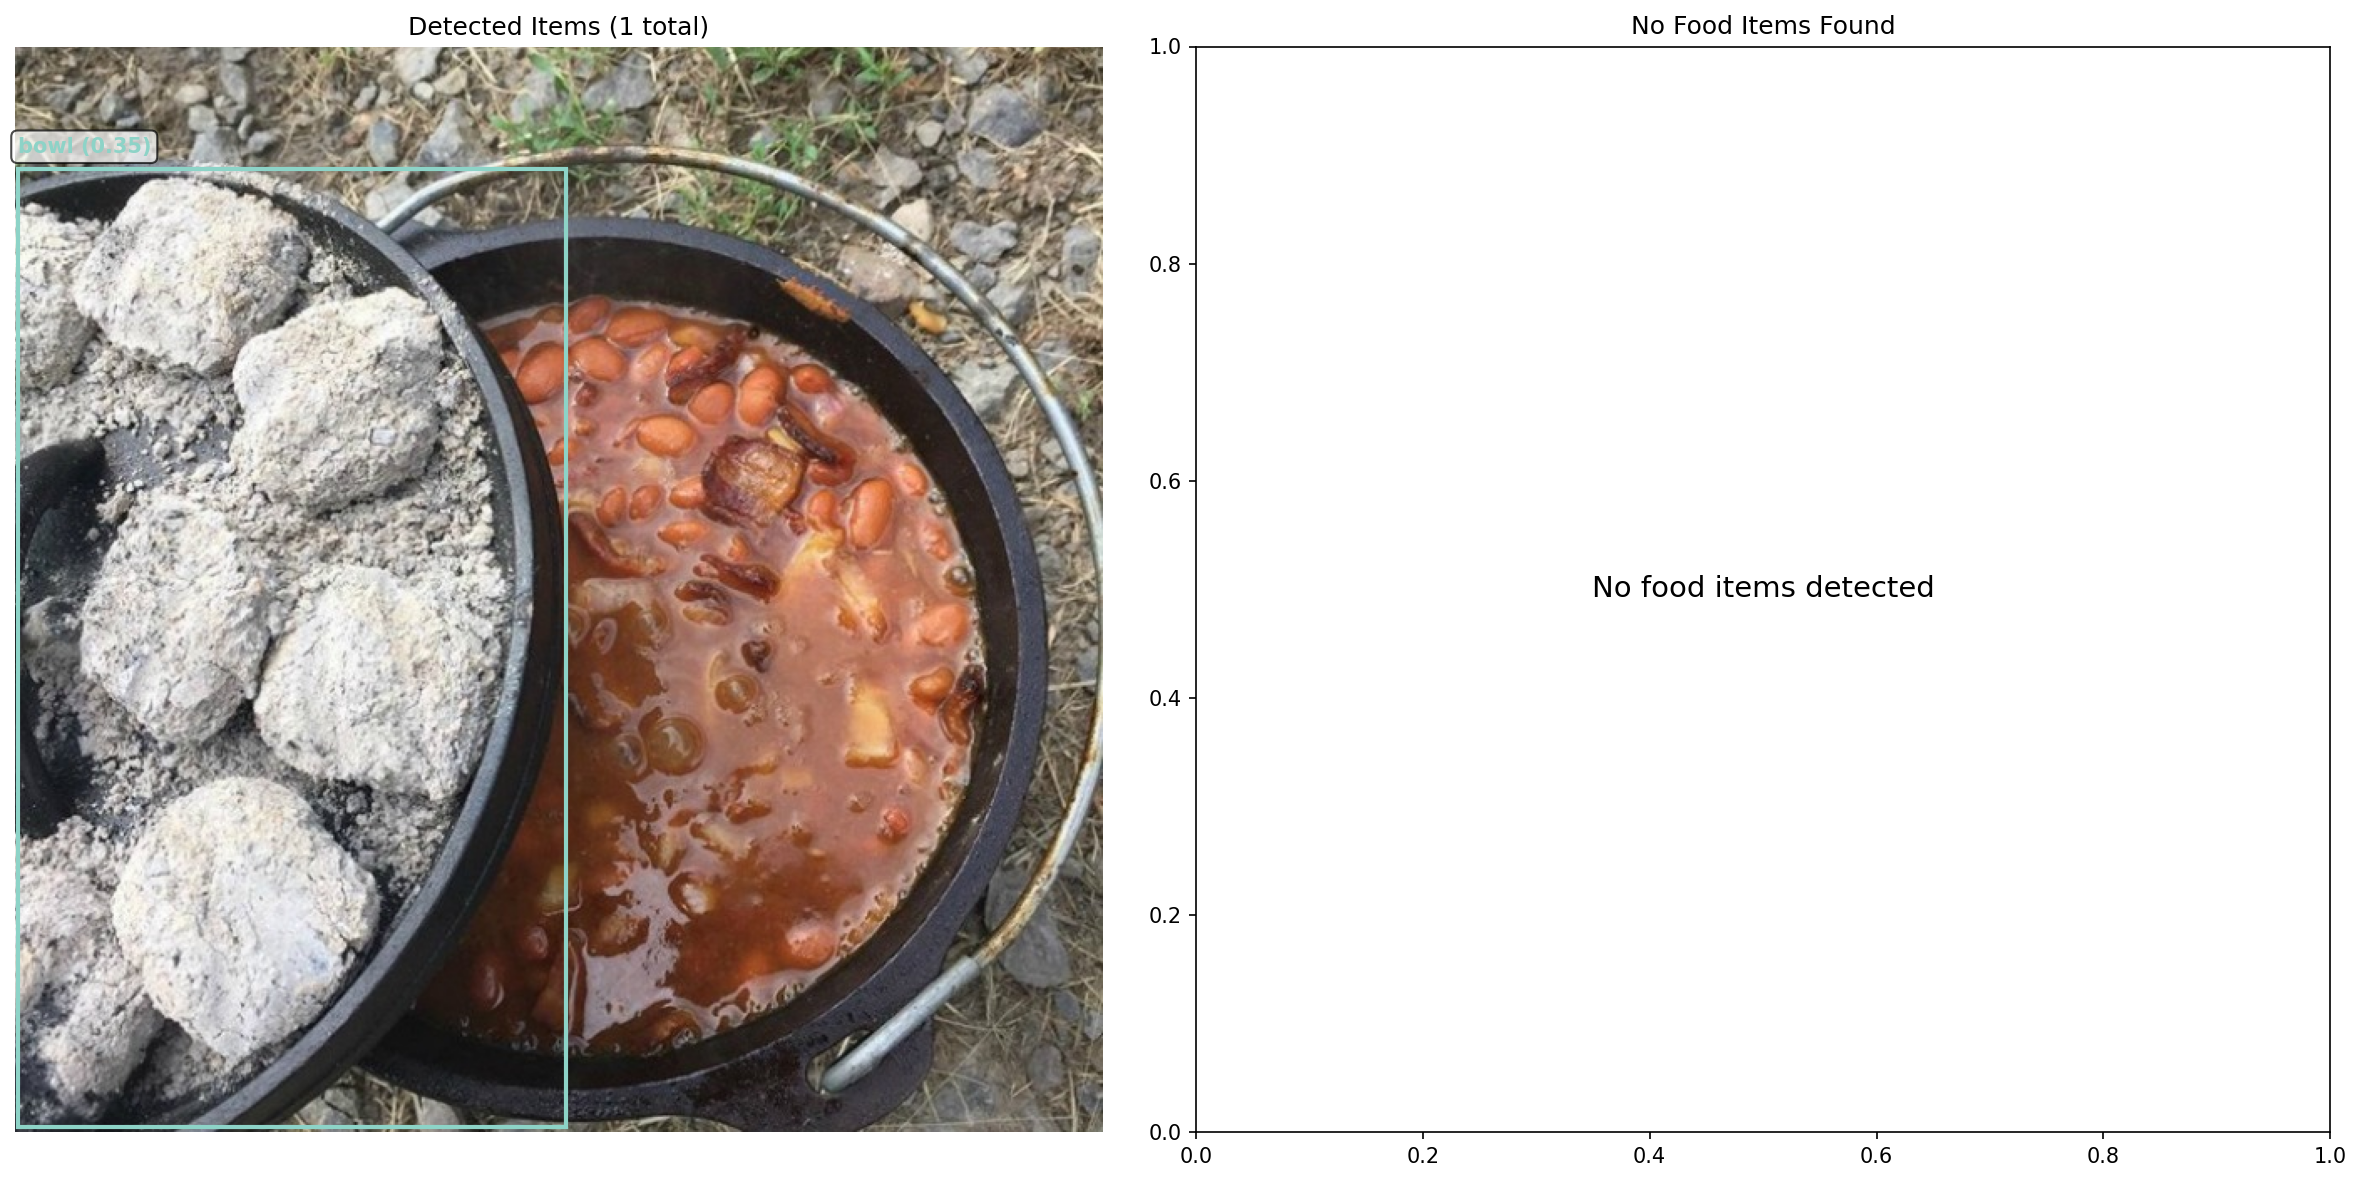 Detected Items (1 total)
bowl (0.35)
No Food Items Found
1.0
0.8
0.6
0.4
0.2
0.0
No food items detected
0.0 0.2 0.4 0.6 0.8 1.0